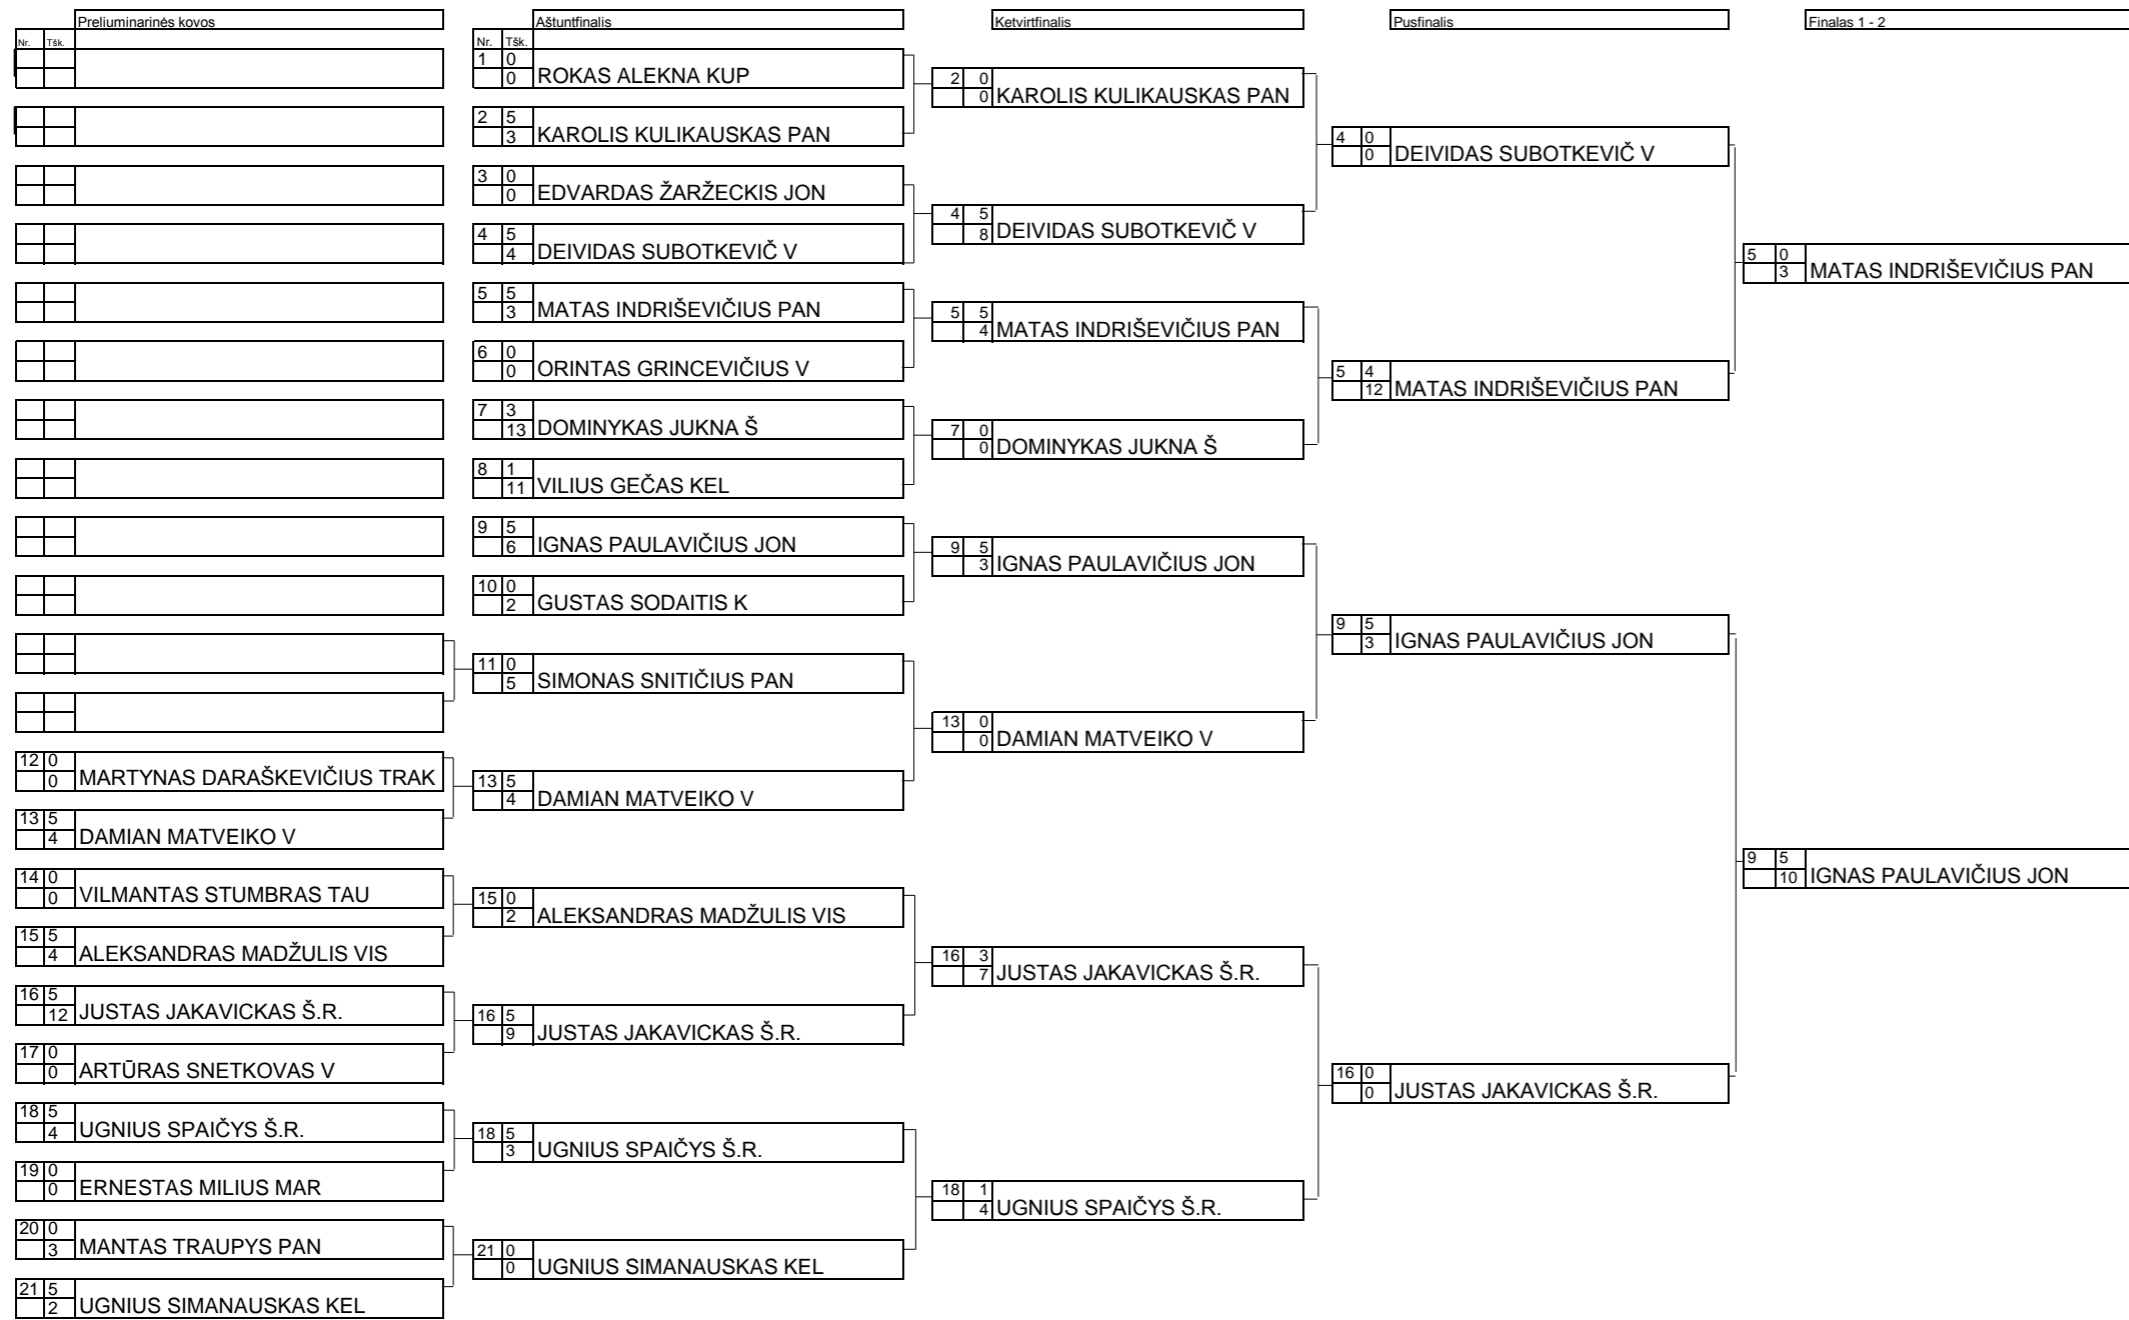 Preliuminarinės kovos
Nr. Tšk.
12 0
0 MARTYNAS DARAŠKEVIČIUS TRAK
13 5
4 DAMIAN MATVEIKO V
14 0
0 VILMANTAS STUMBRAS TAU
15 5
4 ALEKSANDRAS MADŽULIS VIS
16 5
12 JUSTAS JAKAVICKAS Š.R.
17 0
0 ARTŪRAS SNETKOVAS V
18 5
4 UGNIUS SPAIČYS Š.R.
19 0
0 ERNESTAS MILIUS MAR
20 0
3 MANTAS TRAUPYS PAN
21 5
2 UGNIUS SIMANAUSKAS KEL
Aštuntfinalis
Nr. Tšk.
1 0
0 ROKAS ALEKNA KUP
2 5
3 KAROLIS KULIKAUSKAS PAN
3 0
0 EDVARDAS ŽARŽECKIS JON
4 5
4 DEIVIDAS SUBOTKEVIČ V
5 5
3 MATAS INDRIŠEVIČIUS PAN
6 0
0 ORINTAS GRINCEVIČIUS V
7 3
13 DOMINYKAS JUKNA Š
8 1
11 VILIUS GEČAS KEL
9 5
6 IGNAS PAULAVIČIUS JON
10 0
2 GUSTAS SODAITIS K
11 0
5 SIMONAS SNITIČIUS PAN
13 5
4 DAMIAN MATVEIKO V
15 0
2 ALEKSANDRAS MADŽULIS VIS
16 5
9 JUSTAS JAKAVICKAS Š.R.
18 5
3 UGNIUS SPAIČYS Š.R.
21 0
0 UGNIUS SIMANAUSKAS KEL
Ketvirtfinalis
2 0
0 KAROLIS KULIKAUSKAS PAN
4 5
8 DEIVIDAS SUBOTKEVIČ V
5 5
4 MATAS INDRIŠEVIČIUS PAN
7 0
0 DOMINYKAS JUKNA Š
9 5
3 IGNAS PAULAVIČIUS JON
13 0
0 DAMIAN MATVEIKO V
16 3
7 JUSTAS JAKAVICKAS Š.R.
18 1
4 UGNIUS SPAIČYS Š.R.
Pusfinalis
4 0
0 DEIVIDAS SUBOTKEVIČ V
5 4
12 MATAS INDRIŠEVIČIUS PAN
9 5
3 IGNAS PAULAVIČIUS JON
16 0
0 JUSTAS JAKAVICKAS Š.R.
Finalas 1 - 2
5 0
3 MATAS INDRIŠEVIČIUS PAN
9 5
10 IGNAS PAULAVIČIUS JON